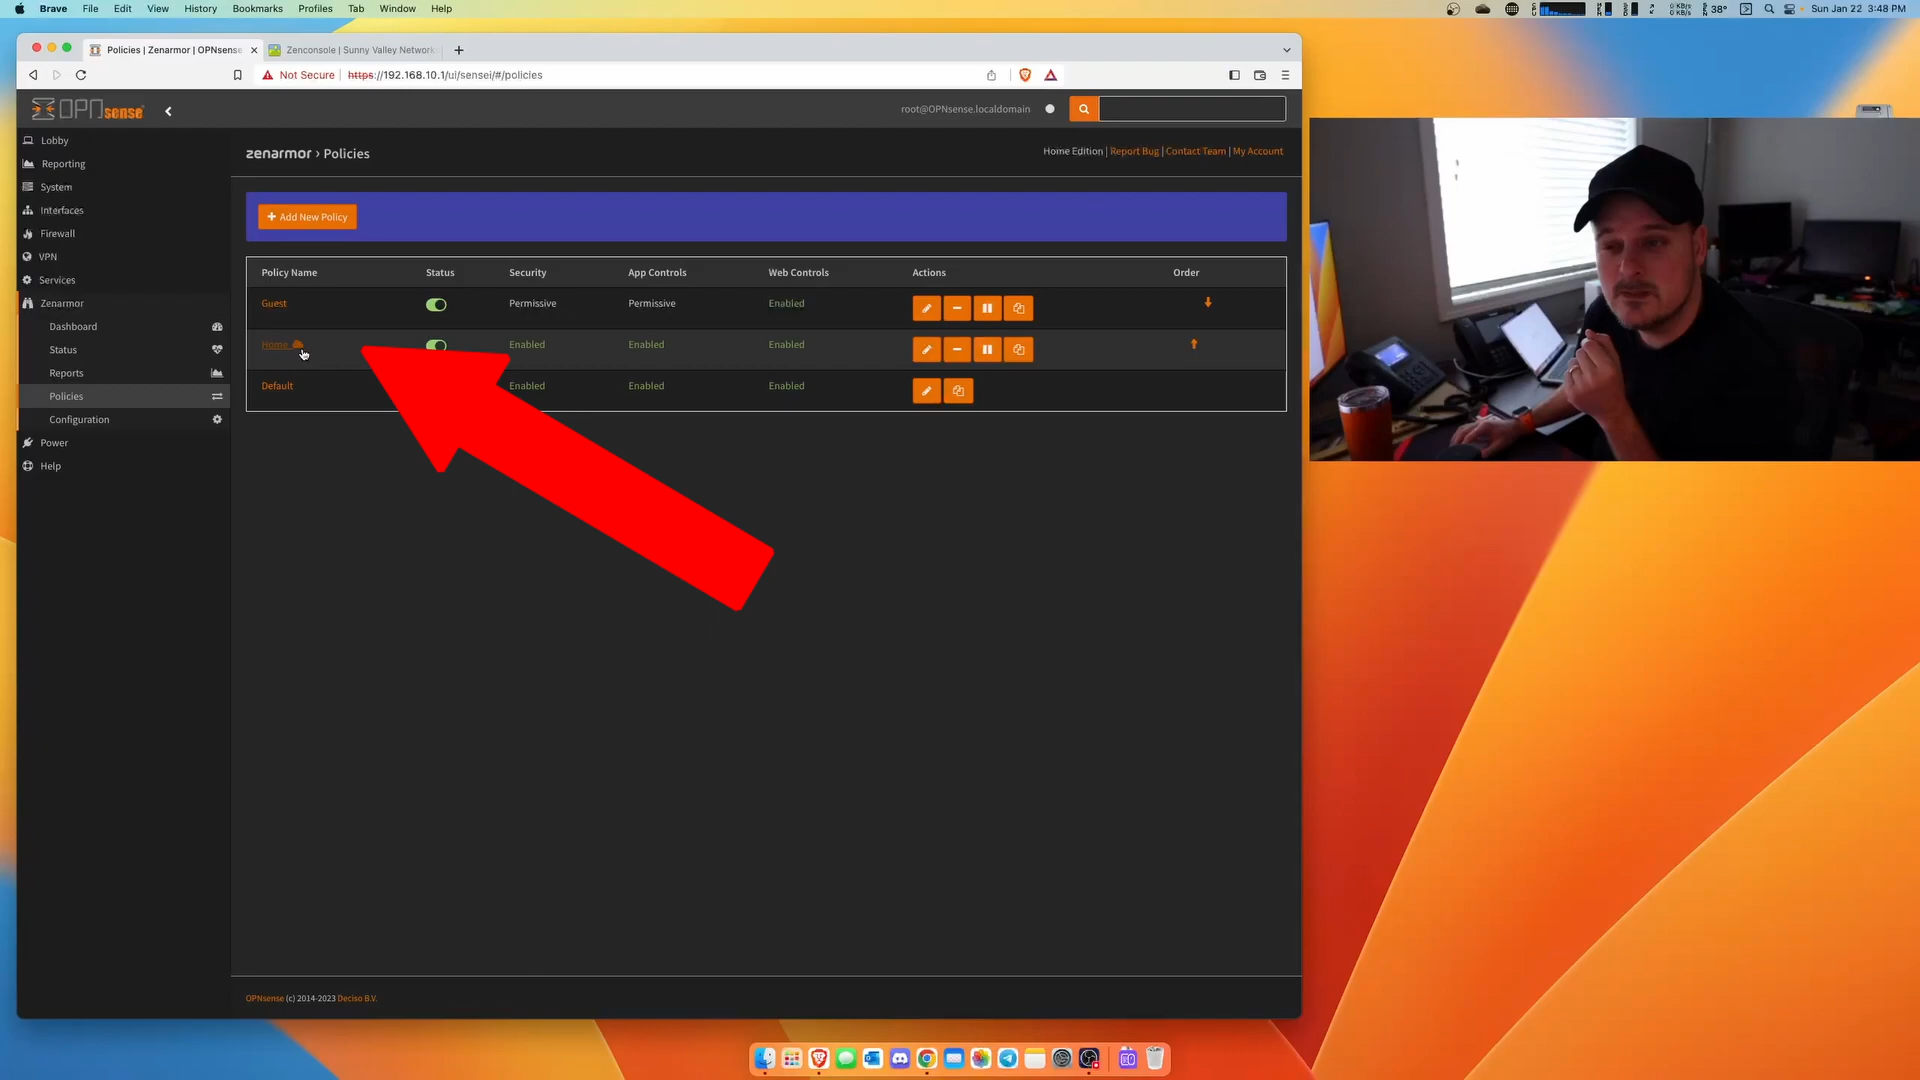 Brave File Edit View History Bookmarks Profiles Tab Window Help 38° Sun Jan 22 3:48 PM
Policies | Zenarmor | OPNsense Zenconsole | Sunny Valley Network
Not Secure https://192.168.10.1/ui/sensei/#/policies
OPNsense root@OPNsense.localdomain
Lobby
Reporting
System
Interfaces
Firewall
VPN
Services
Zenarmor
Dashboard
Status
Reports
Policies
Configuration
Power
Help
zenarmor › Policies Home Edition | Report Bug | Contact Team | My Account
+ Add New Policy
Policy Name Status Security App Controls Web Controls Actions Order
Guest Permissive Permissive Enabled
Home Enabled Enabled Enabled
Default Enabled Enabled Enabled
OPNsense (c) 2014-2023 Deciso B.V.